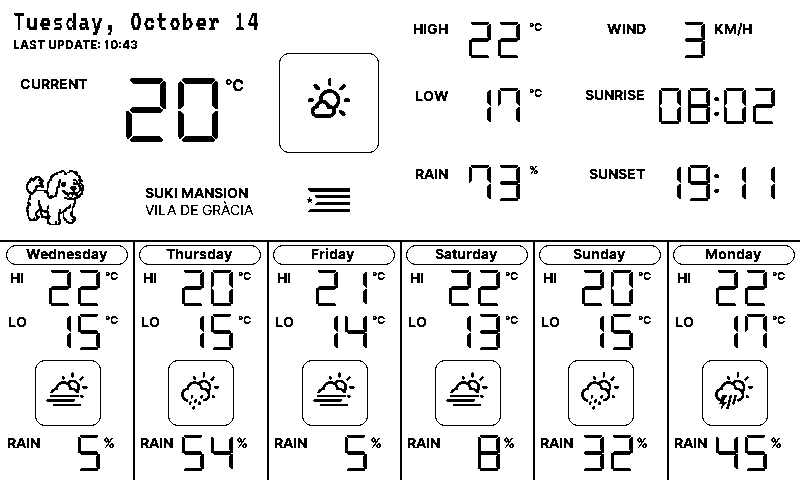 Tuesday, October 14
LAST UPDATE: 10:43
CURRENT 20 °C
SUKI MANSION
VILA DE GRÀCIA
HIGH 22 °C
LOW 17 °C
RAIN 73 %
WIND 3 KM/H
SUNRISE 08:02
SUNSET 19:11
Wednesday
HI 22 °C
LO 15 °C
RAIN 5 %
Thursday
HI 20 °C
LO 15 °C
RAIN 54 %
Friday
HI 21 °C
LO 14 °C
RAIN 5 %
Saturday
HI 22 °C
LO 13 °C
RAIN 8 %
Sunday
HI 20 °C
LO 15 °C
RAIN 32 %
Monday
HI 22 °C
LO 17 °C
RAIN 45 %